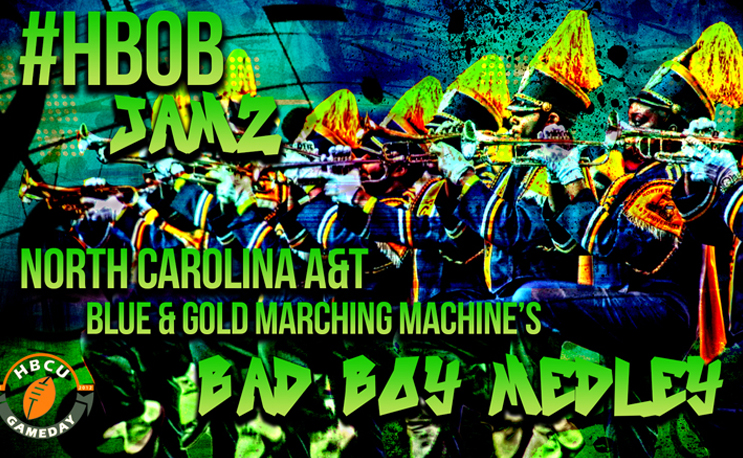 #HBOB
JAMZ
NORTH CAROLINA A&T
BLUE & GOLD MARCHING MACHINE'S
BAD BOY MEDLEY
HBCU
GAMEDAY